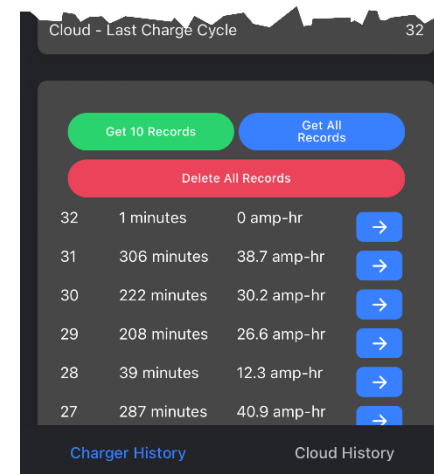 Cloud - Last Charge Cycle 32
Get 10 Records
Get All
Records
Delete All Records
32 1 minutes 0 amp-hr
31 306 minutes 38.7 amp-hr
30 222 minutes 30.2 amp-hr
29 208 minutes 26.6 amp-hr
28 39 minutes 12.3 amp-hr
27 287 minutes 40.9 amp-hr
Charger History Cloud History